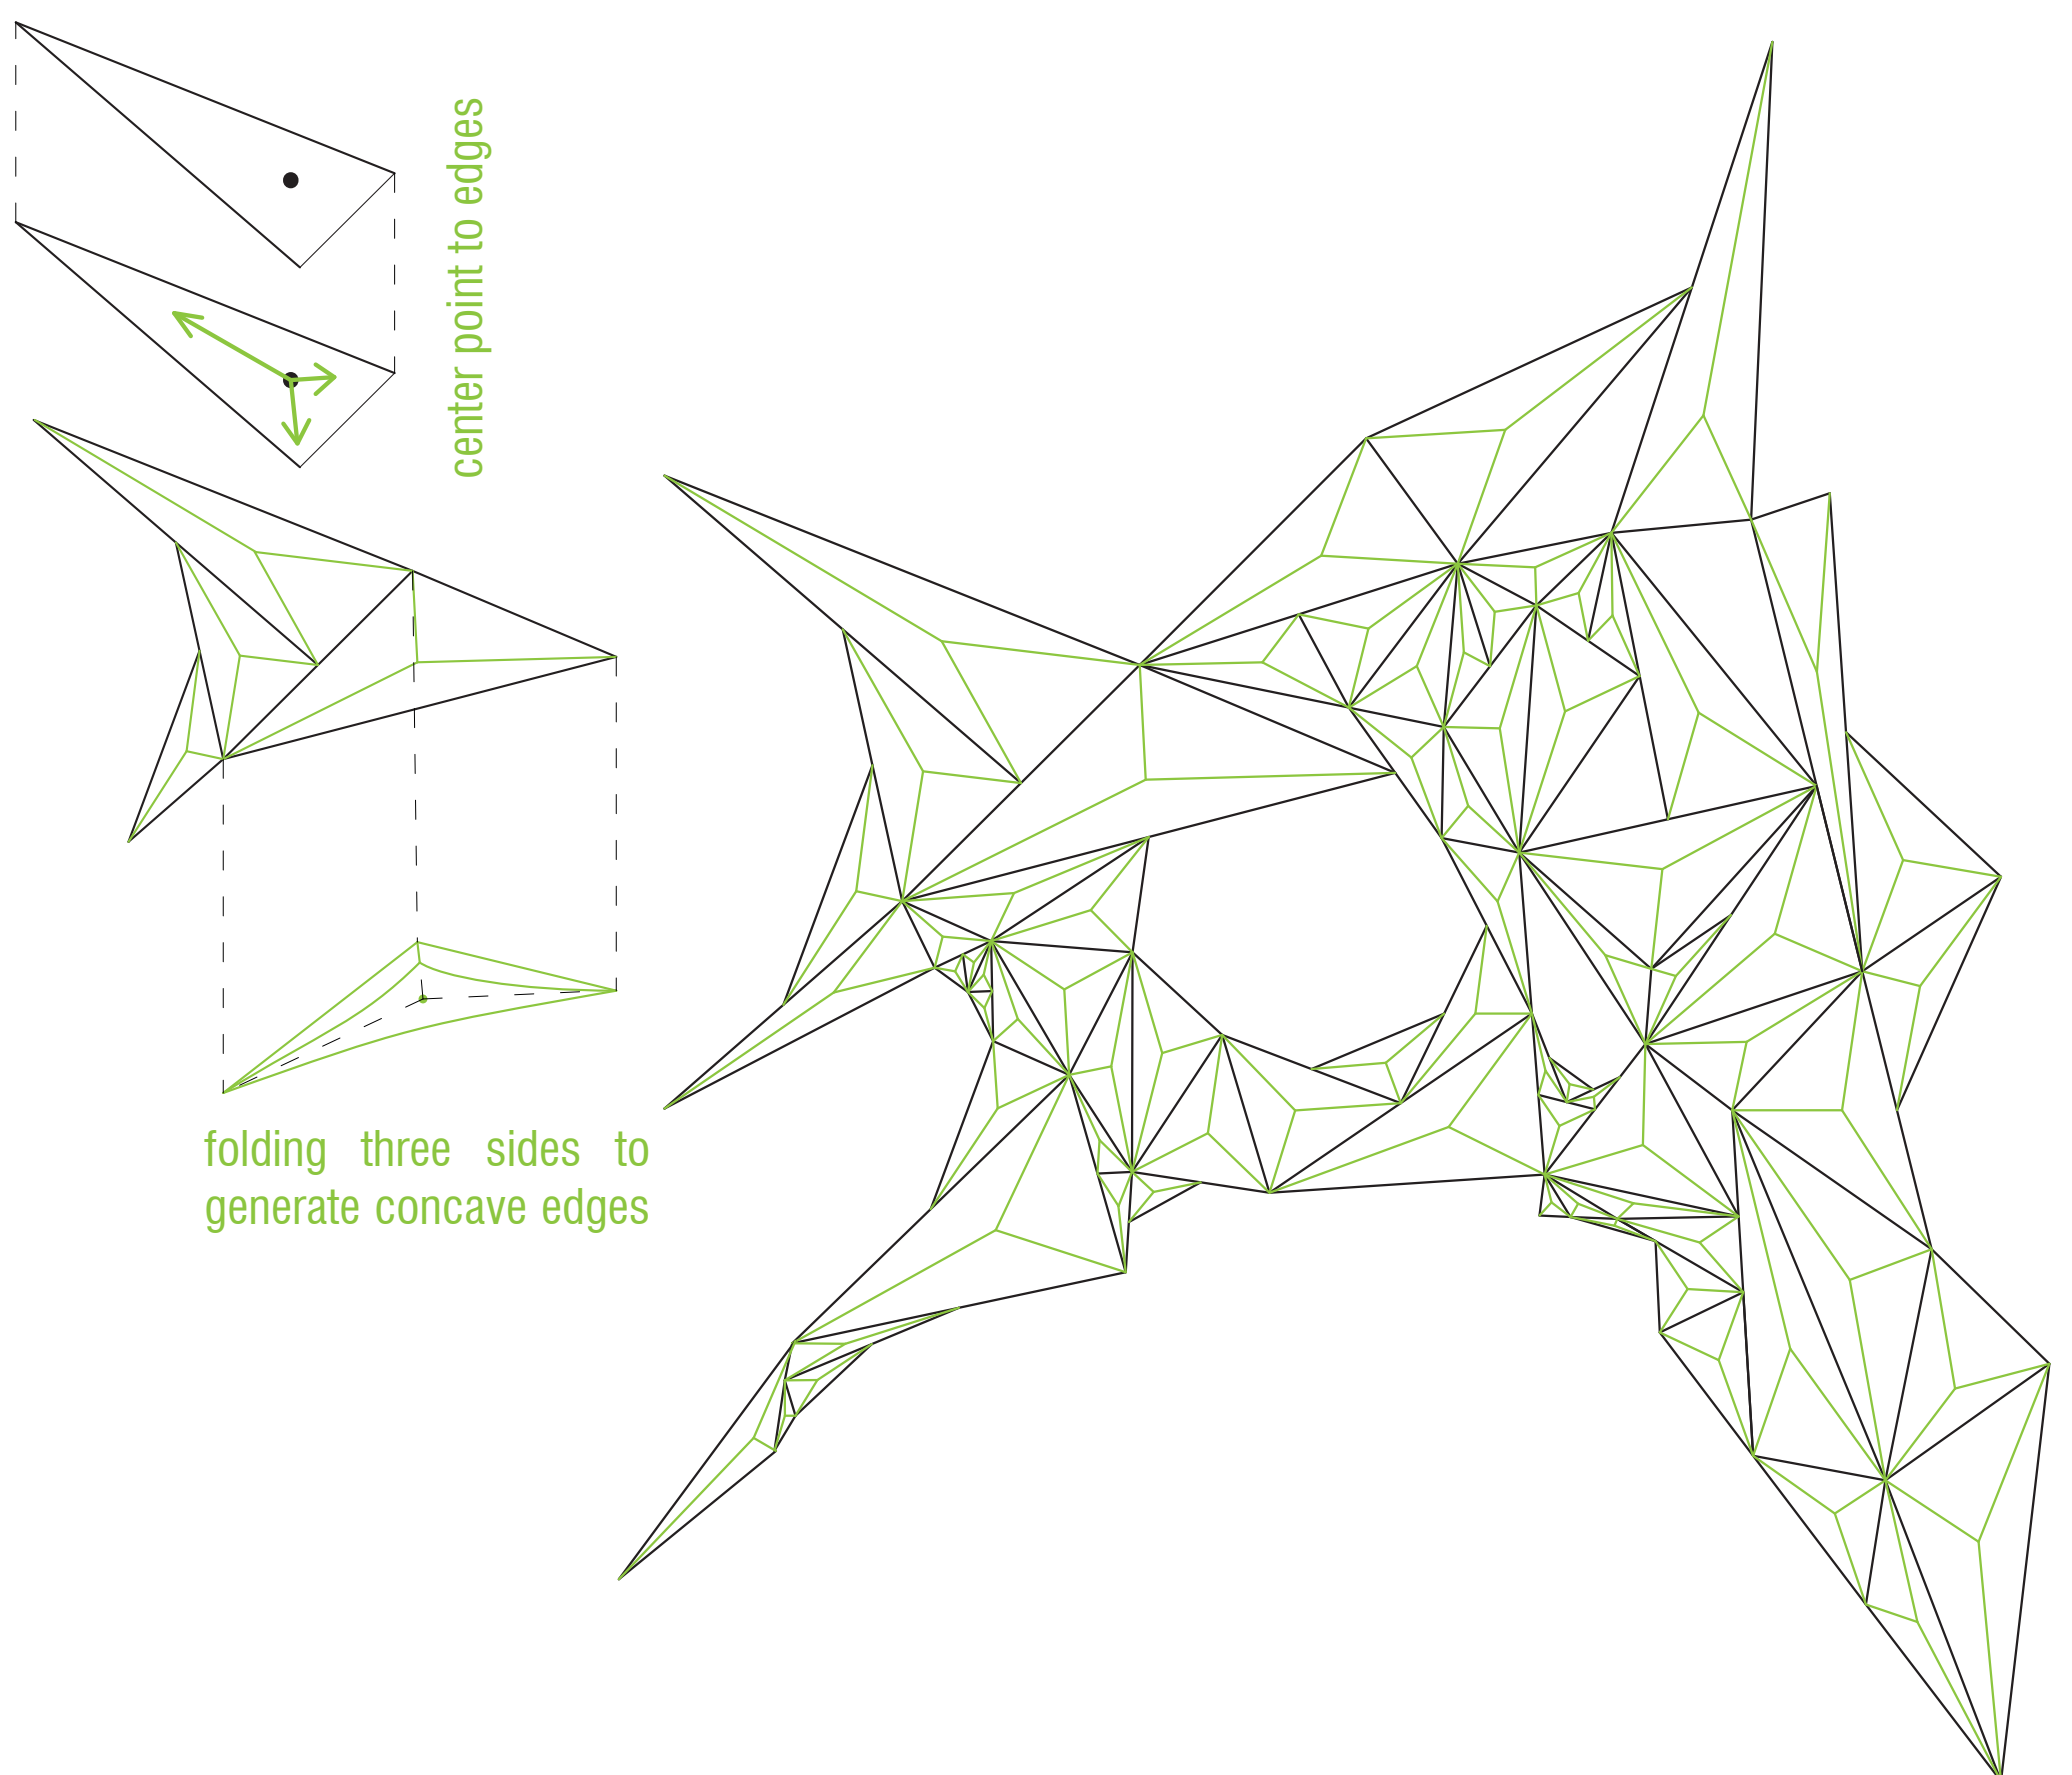 center point to edges
folding three sides to
generate concave edges